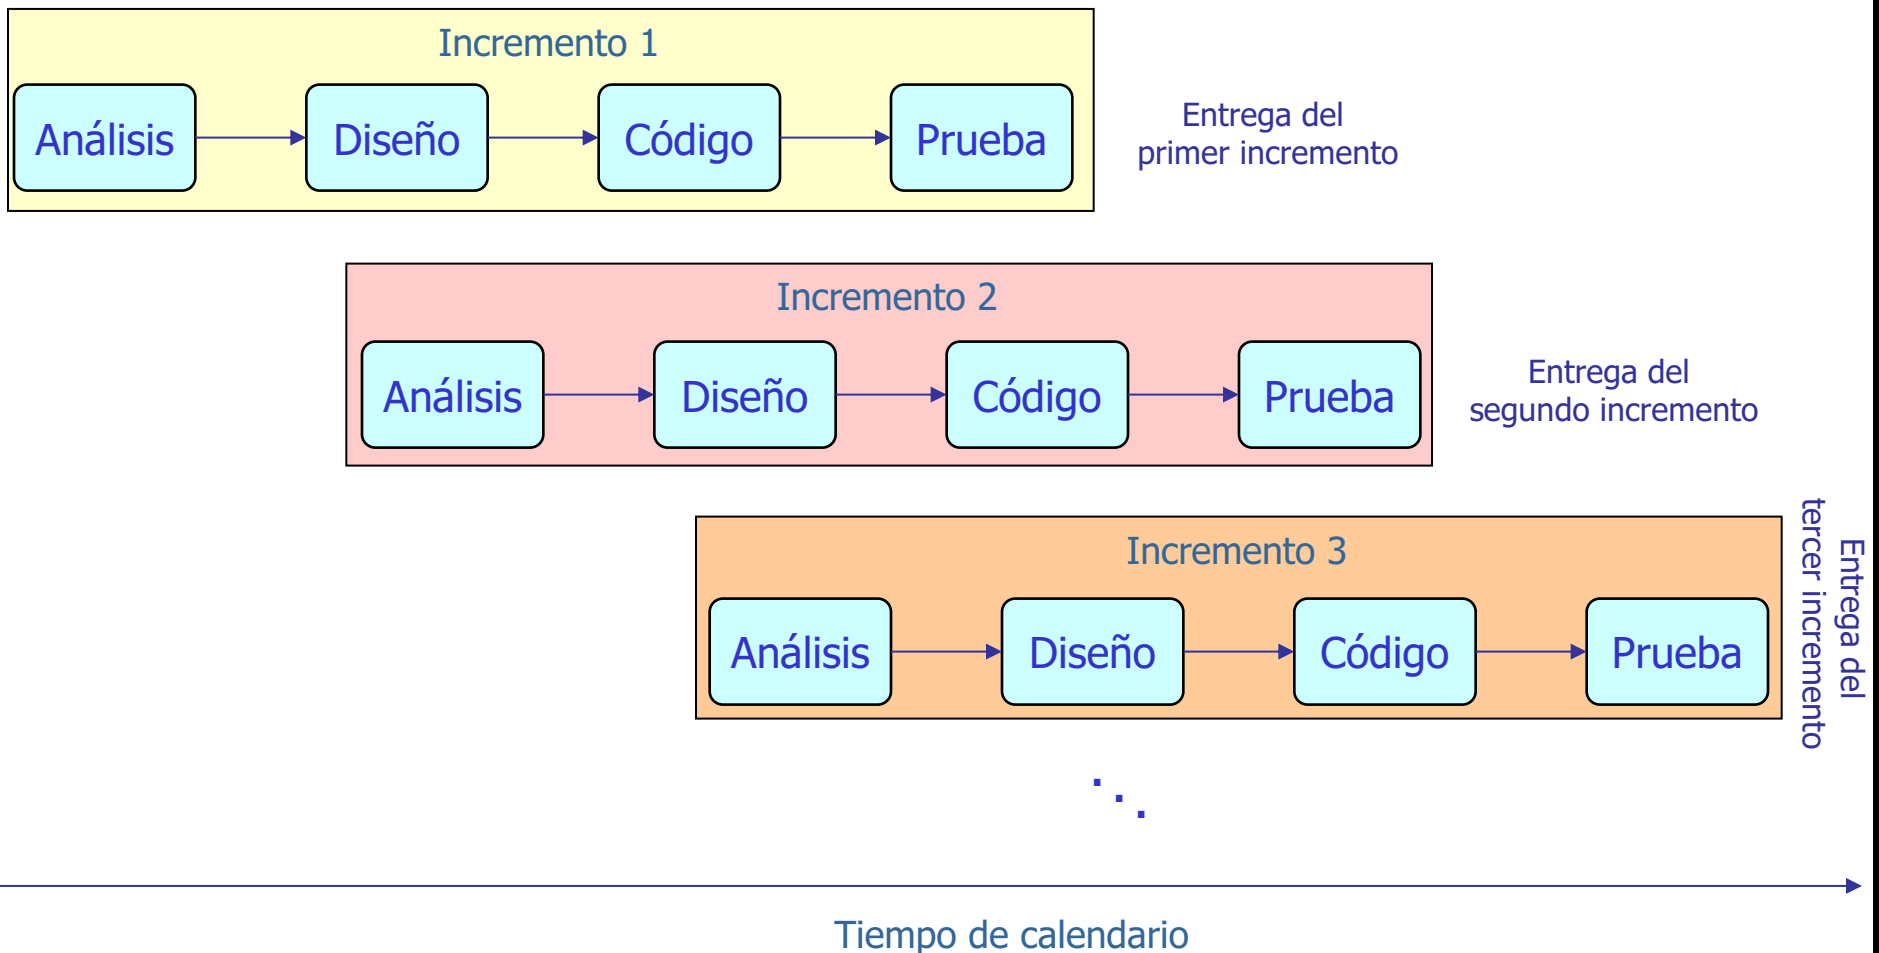 Incremento 1
Análisis
Diseño
Código
Prueba
Entrega del
primer incremento
Incremento 2
Análisis
Diseño
Código
Prueba
Entrega del
segundo incremento
Incremento 3
Análisis
Diseño
Código
Prueba
Entrega del
tercer incremento
Tiempo de calendario